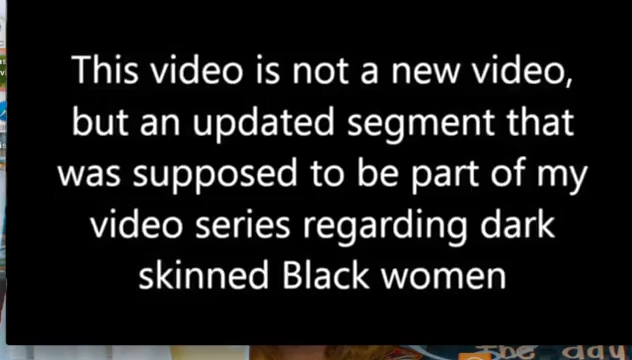 This video is not a new video,
but an updated segment that
was supposed to be part of my
video series regarding dark
skinned Black women
The